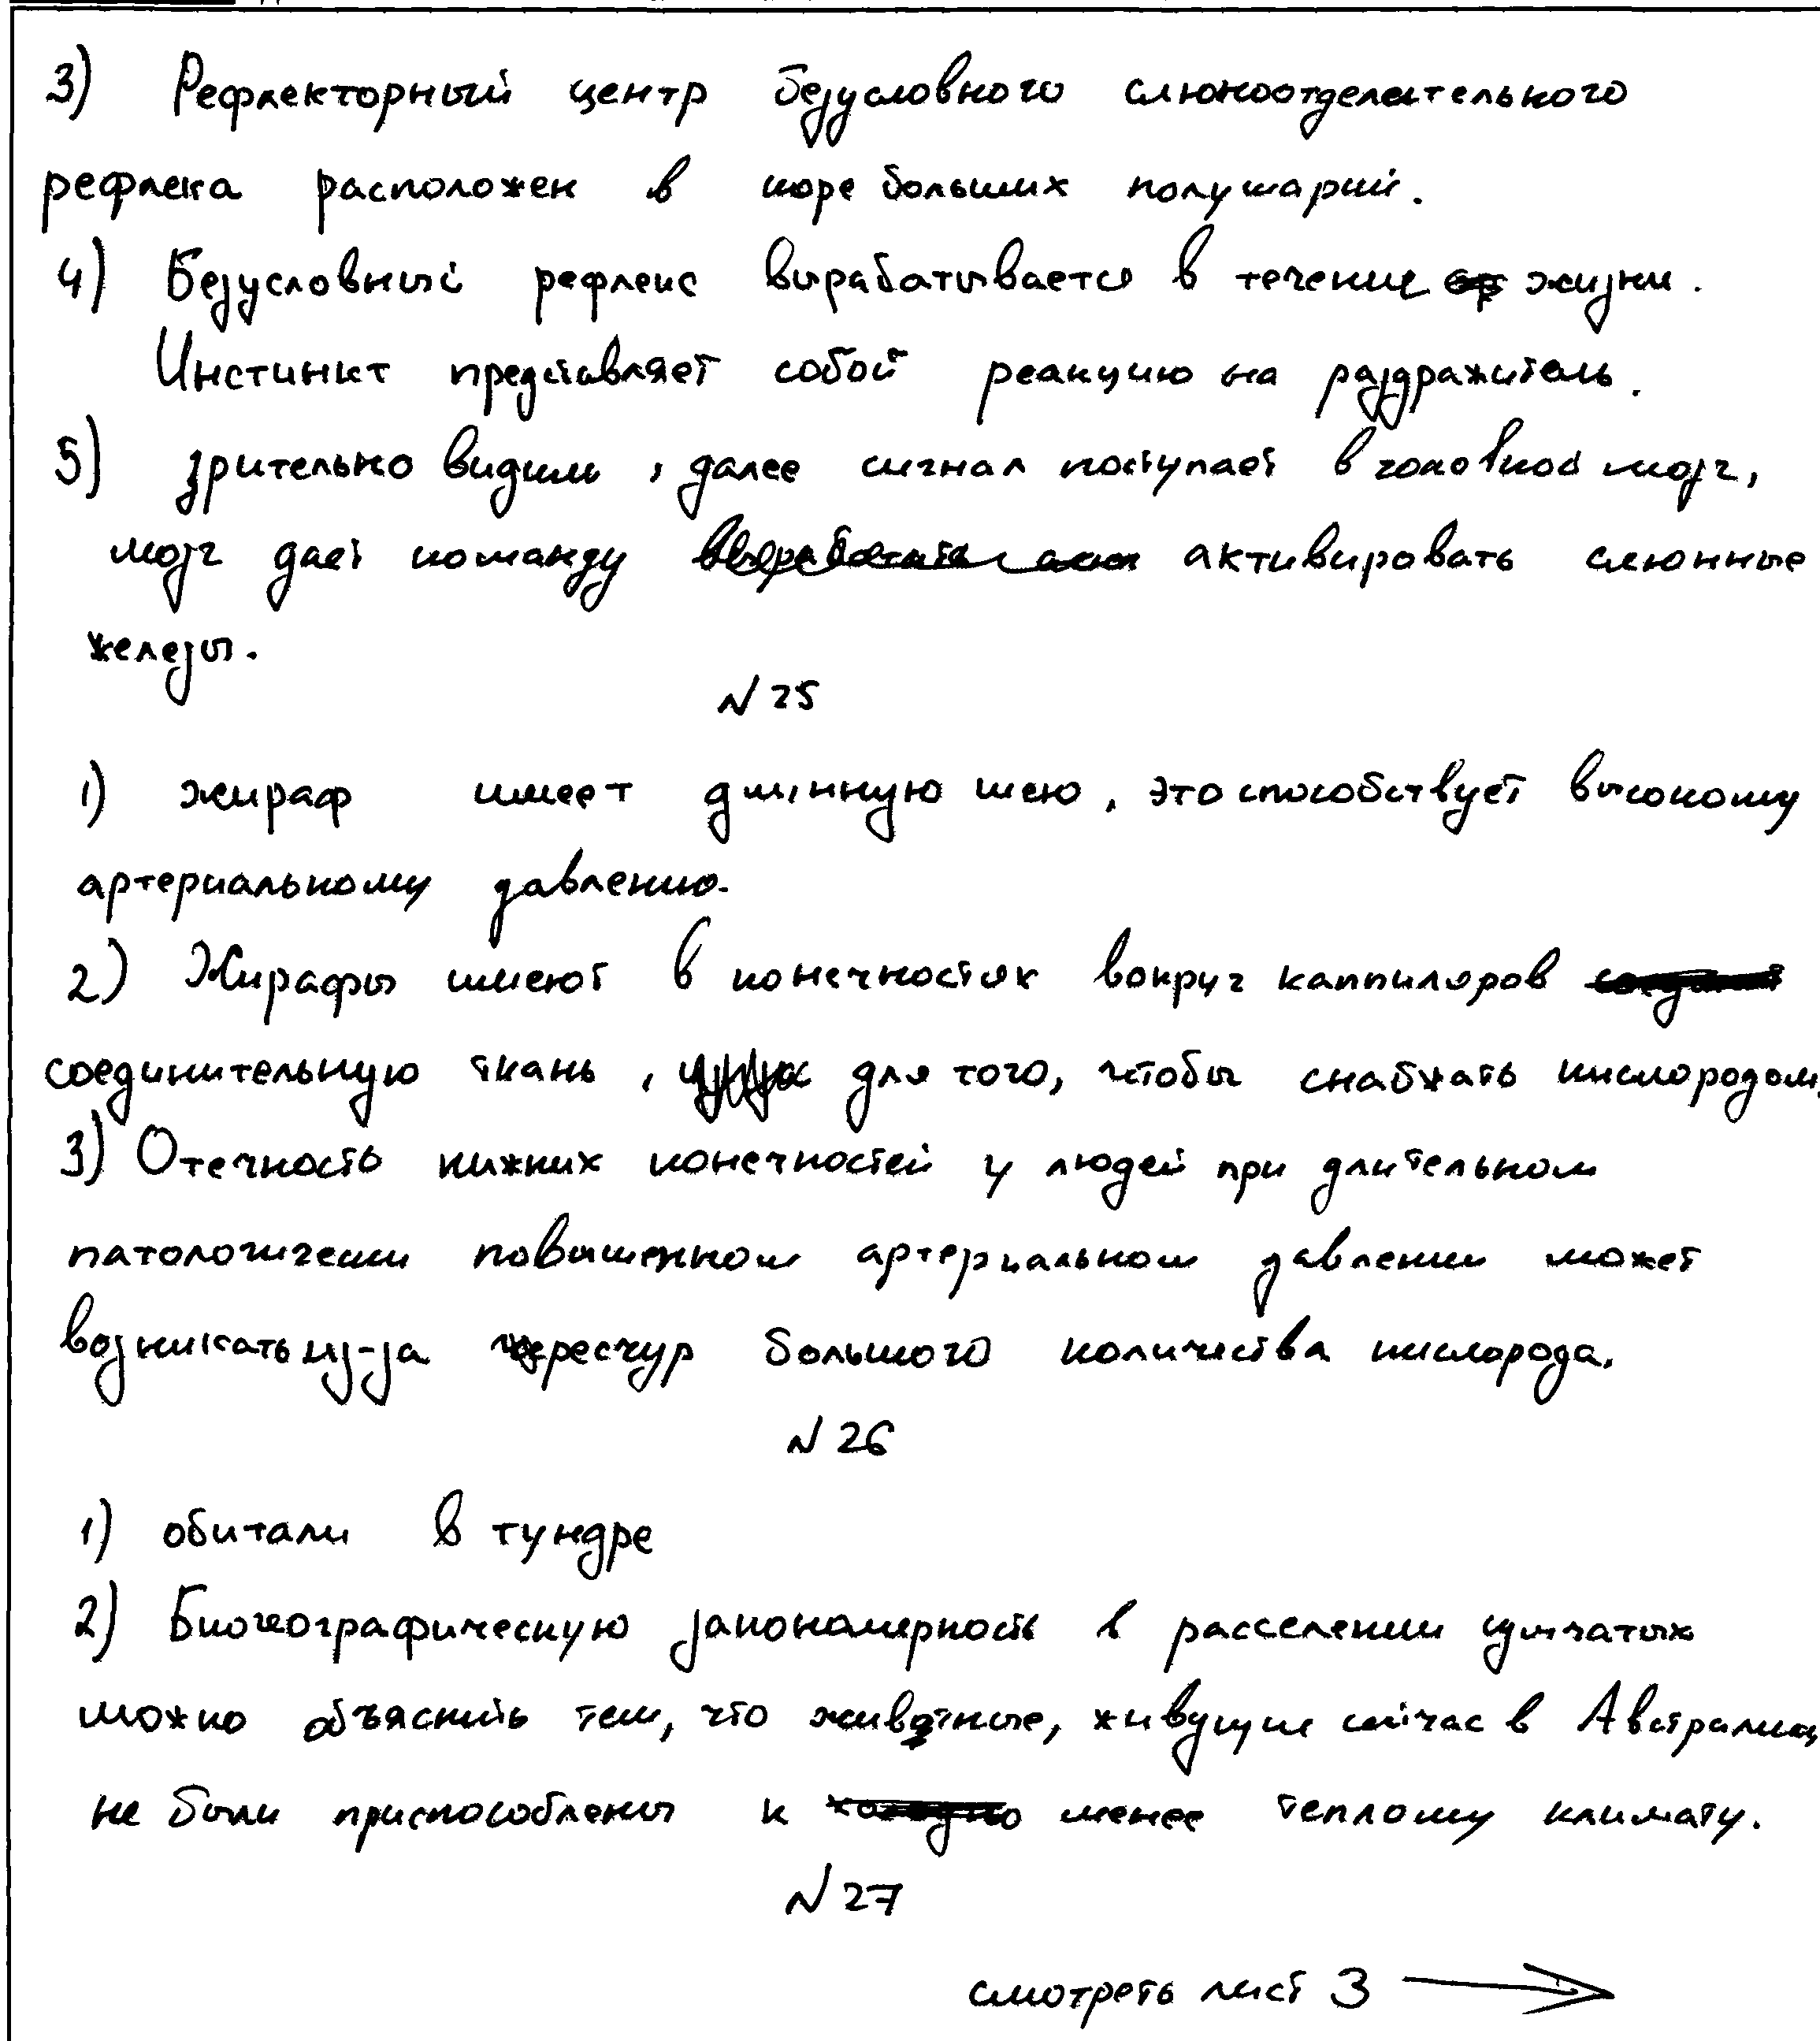 3) Рефлекторный центр безусловного слюноотделительного
рефлекса расположен в коре больших полушарий.
4) Безусловный рефлекс вырабатывается в течение жизни.
Инстинкт представляет собой реакцию на раздражитель.
5) зрительно видим, далее сигнал поступает в головной мозг,
мозг дает команду активировать слюнные
железы.
N 25
1) жираф имеет длинную шею, это способствует высокому
артериальному давлению.
2) Жирафы имеют в конечностях вокруг каппиляров
соединительную ткань, для того, чтобы снабжать кислородом,
3) Отечность нижних конечностей у людей при длительном
патологически повышенном артериальном давлении может
возникать из-за чересчур большого количества кислорода.
N 26
1) обитали в тундре
2) Биогеографическую закономерность в расселении сумчатых
можно объяснить тем, что животные, живущие сейчас в Австралии,
не были приспособлены к менее теплому климату.
N 27
смотреть лист 3 →